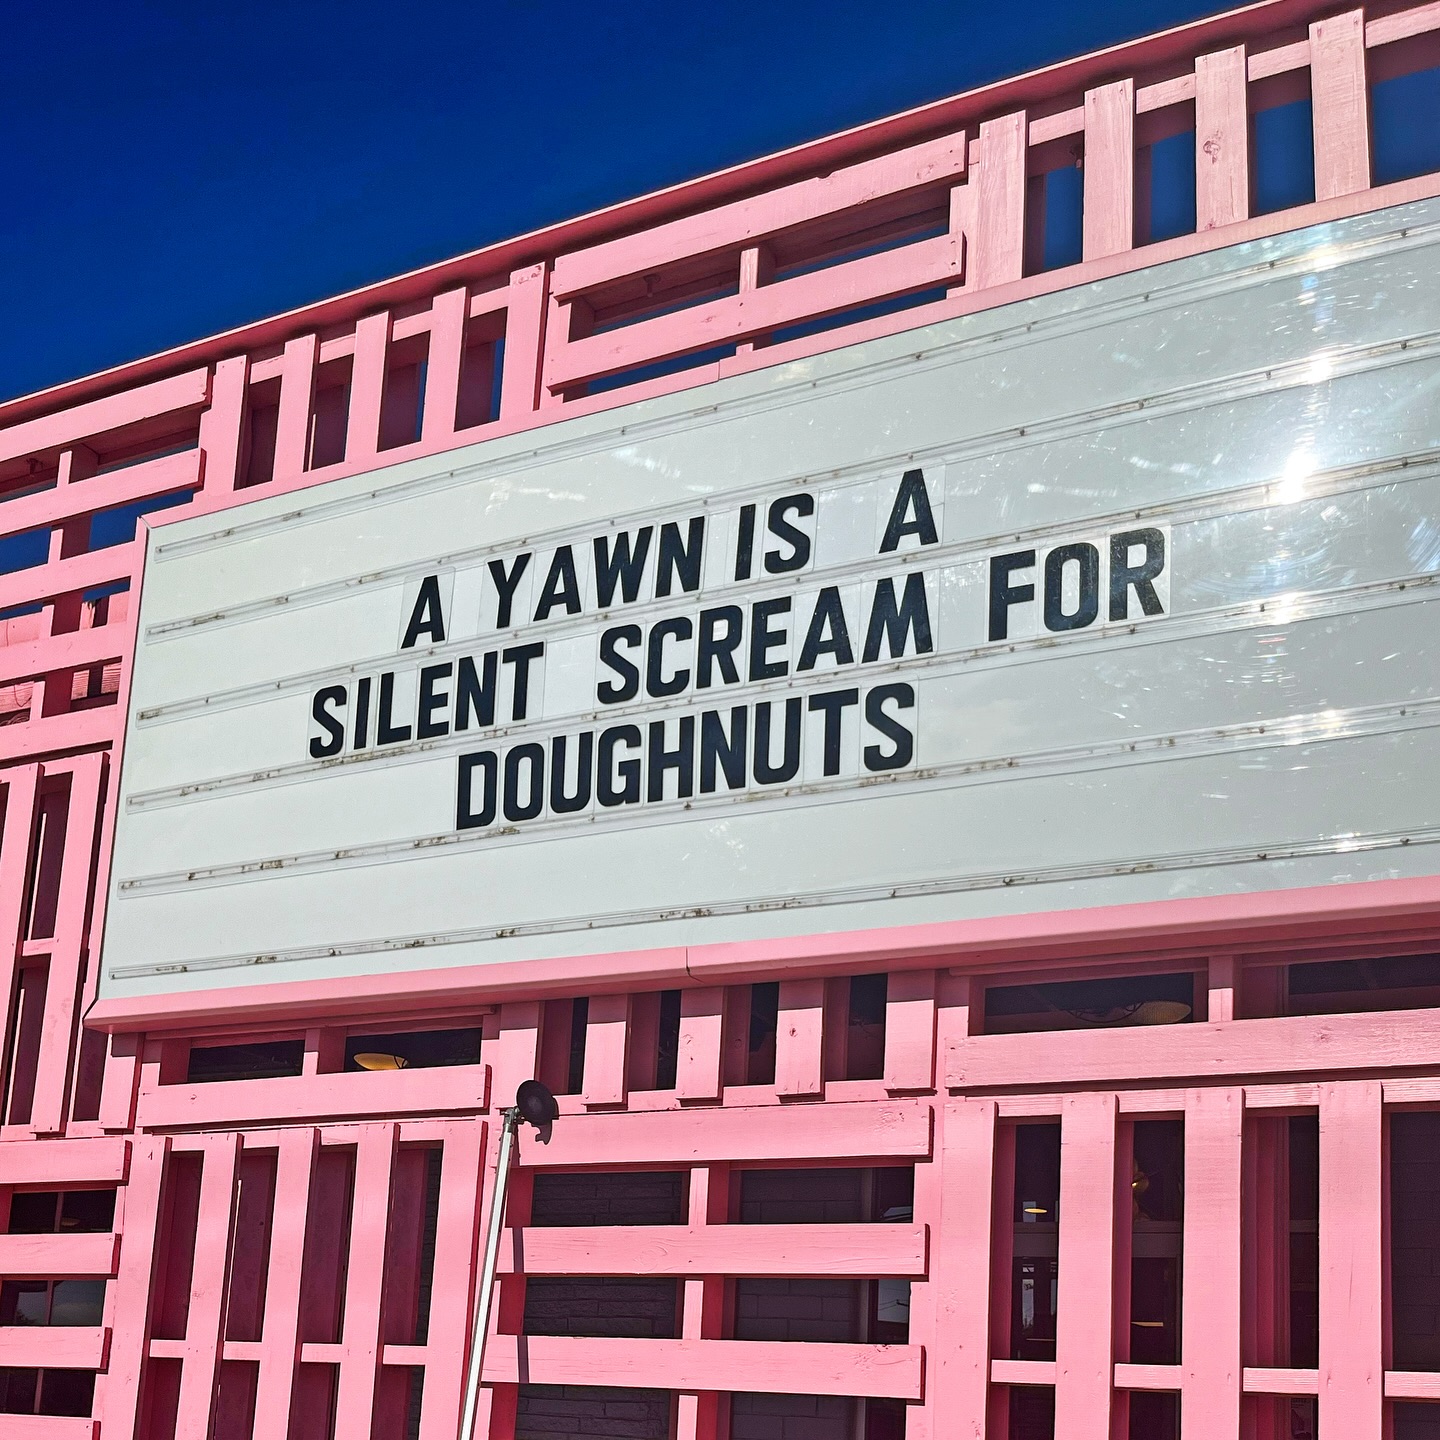 A YAWN IS A
SILENT SCREAM FOR
DOUGHNUTS